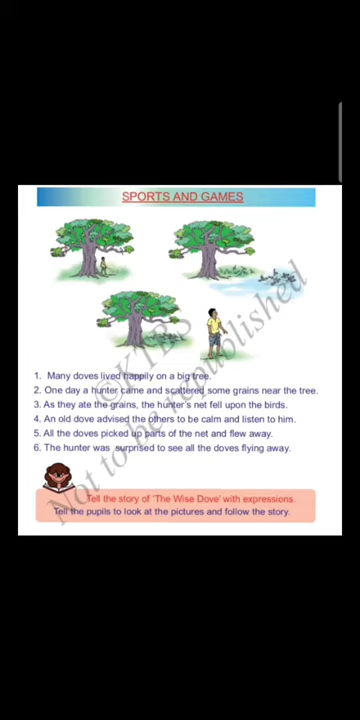 SPORTS AND GAMES
1. Many doves lived happily on a big tree.
2. One day a hunter came and scattered some grains near the tree.
3. As they ate the grains, the hunter's net fell upon the birds.
4. An old dove advised the others to be calm and listen to him.
5. All the doves picked up parts of the net and flew away.
6. The hunter was surprised to see all the doves flying away.
Tell the story of 'The Wise Dove' with expressions.
Tell the pupils to look at the pictures and follow the story.
©KTBS
Not to be republished